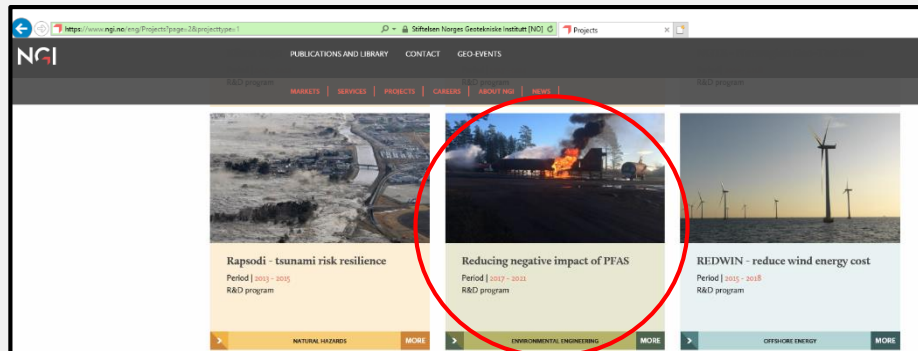 https://www.ngi.no/eng/Projects?page=2&projecttype=1
Stiftelsen Norges Geotekniske Institutt [NO]
Projects
NGI
PUBLICATIONS AND LIBRARY CONTACT GEO-EVENTS
R&D program R&D program
MARKETS | SERVICES | PROJECTS | CAREERS | ABOUT NGI | NEWS |
Rapsodi - tsunami risk resilience
Period | 2013 - 2015
R&D program
NATURAL HAZARDS MORE
Reducing negative impact of PFAS
Period | 2017 - 2021
R&D program
ENVIRONMENTAL ENGINEERING MORE
REDWIN - reduce wind energy cost
Period | 2015 - 2018
R&D program
OFFSHORE ENERGY MORE